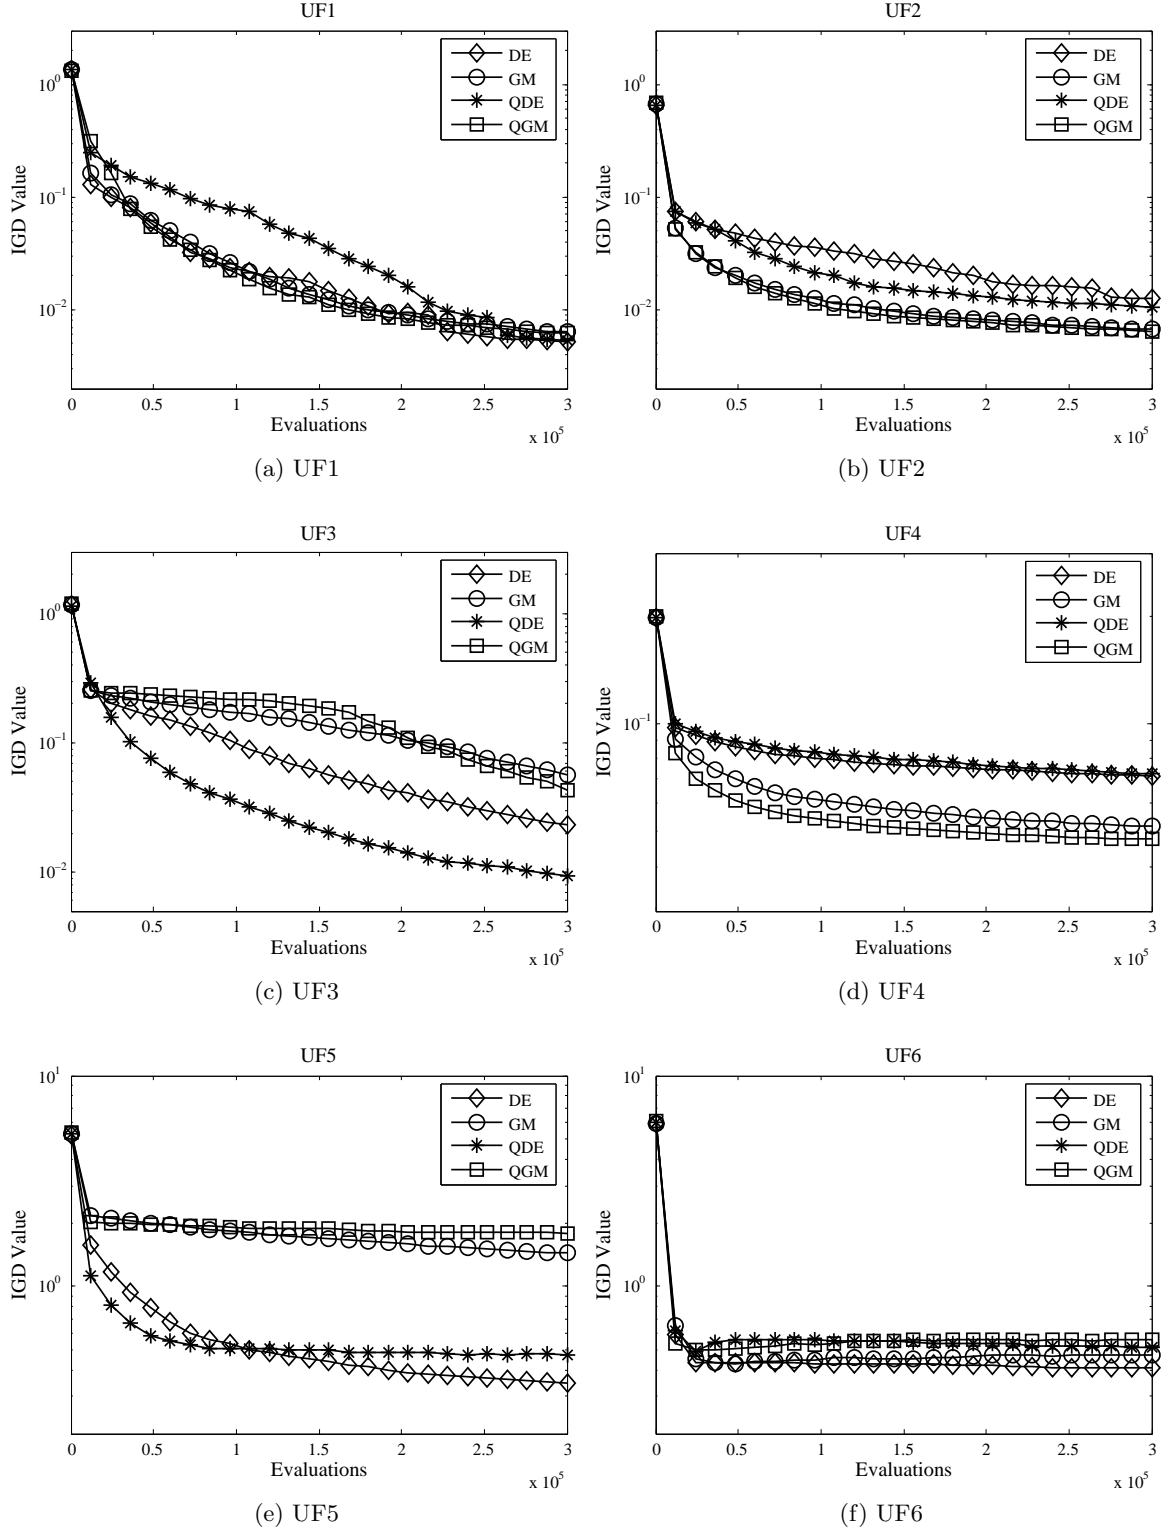 UF1
IGD Value
10^0
10^-1
10^-2
DE
GM
QDE
QGM
0 0.5 1 1.5 2 2.5 3
Evaluations
x 10^5
(a) UF1
UF2
IGD Value
10^0
10^-1
10^-2
DE
GM
QDE
QGM
0 0.5 1 1.5 2 2.5 3
Evaluations
x 10^5
(b) UF2
UF3
IGD Value
10^0
10^-1
10^-2
DE
GM
QDE
QGM
0 0.5 1 1.5 2 2.5 3
Evaluations
x 10^5
(c) UF3
UF4
IGD Value
10^-1
DE
GM
QDE
QGM
0 0.5 1 1.5 2 2.5 3
Evaluations
x 10^5
(d) UF4
UF5
IGD Value
10^1
10^0
DE
GM
QDE
QGM
0 0.5 1 1.5 2 2.5 3
Evaluations
x 10^5
(e) UF5
UF6
IGD Value
10^1
10^0
DE
GM
QDE
QGM
0 0.5 1 1.5 2 2.5 3
Evaluations
x 10^5
(f) UF6